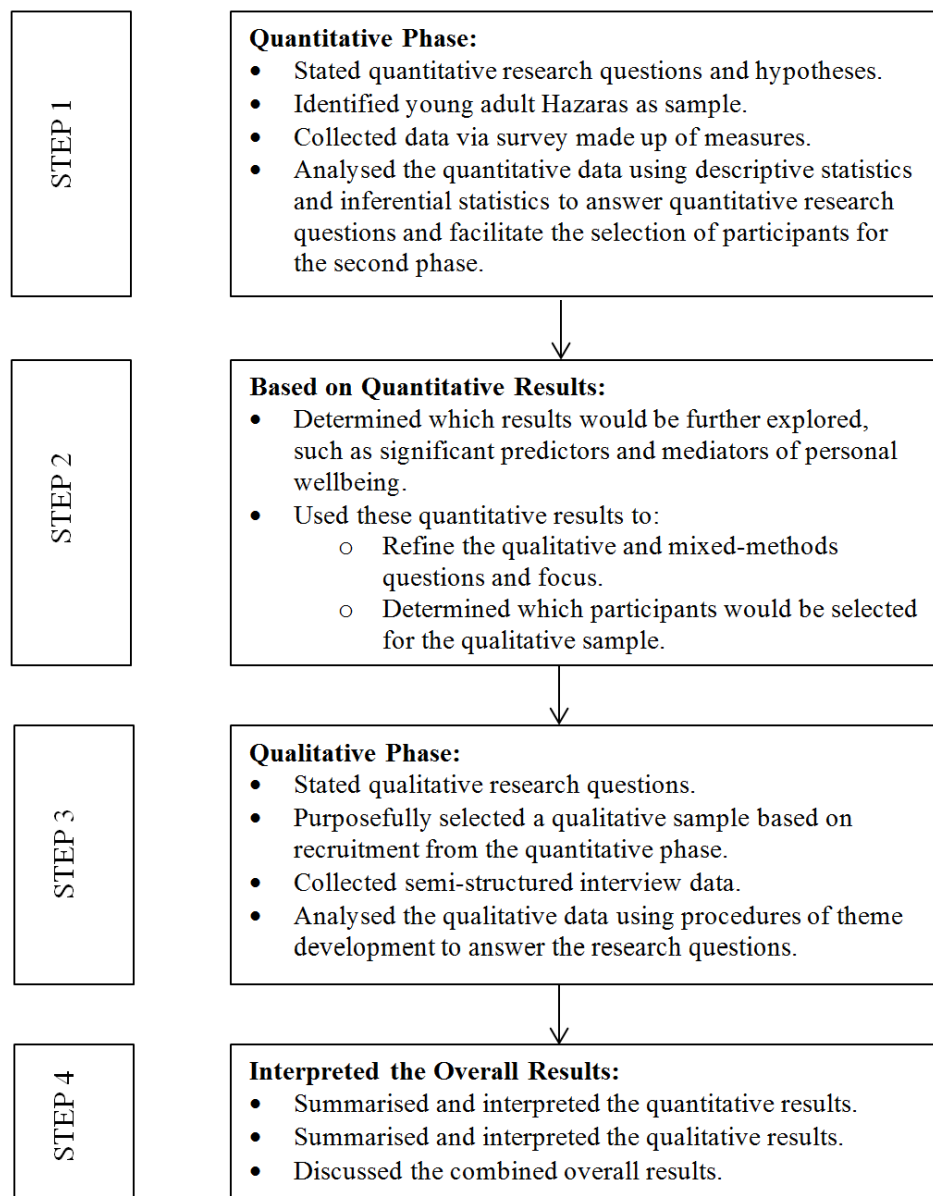 STEP 1
Quantitative Phase:
• Stated quantitative research questions and hypotheses.
• Identified young adult Hazaras as sample.
• Collected data via survey made up of measures.
• Analysed the quantitative data using descriptive statistics
and inferential statistics to answer quantitative research
questions and facilitate the selection of participants for
the second phase.
STEP 2
Based on Quantitative Results:
• Determined which results would be further explored,
such as significant predictors and mediators of personal
wellbeing.
• Used these quantitative results to:
o Refine the qualitative and mixed-methods
questions and focus.
o Determined which participants would be selected
for the qualitative sample.
STEP 3
Qualitative Phase:
• Stated qualitative research questions.
• Purposefully selected a qualitative sample based on
recruitment from the quantitative phase.
• Collected semi-structured interview data.
• Analysed the qualitative data using procedures of theme
development to answer the research questions.
STEP 4
Interpreted the Overall Results:
• Summarised and interpreted the quantitative results.
• Summarised and interpreted the qualitative results.
• Discussed the combined overall results.